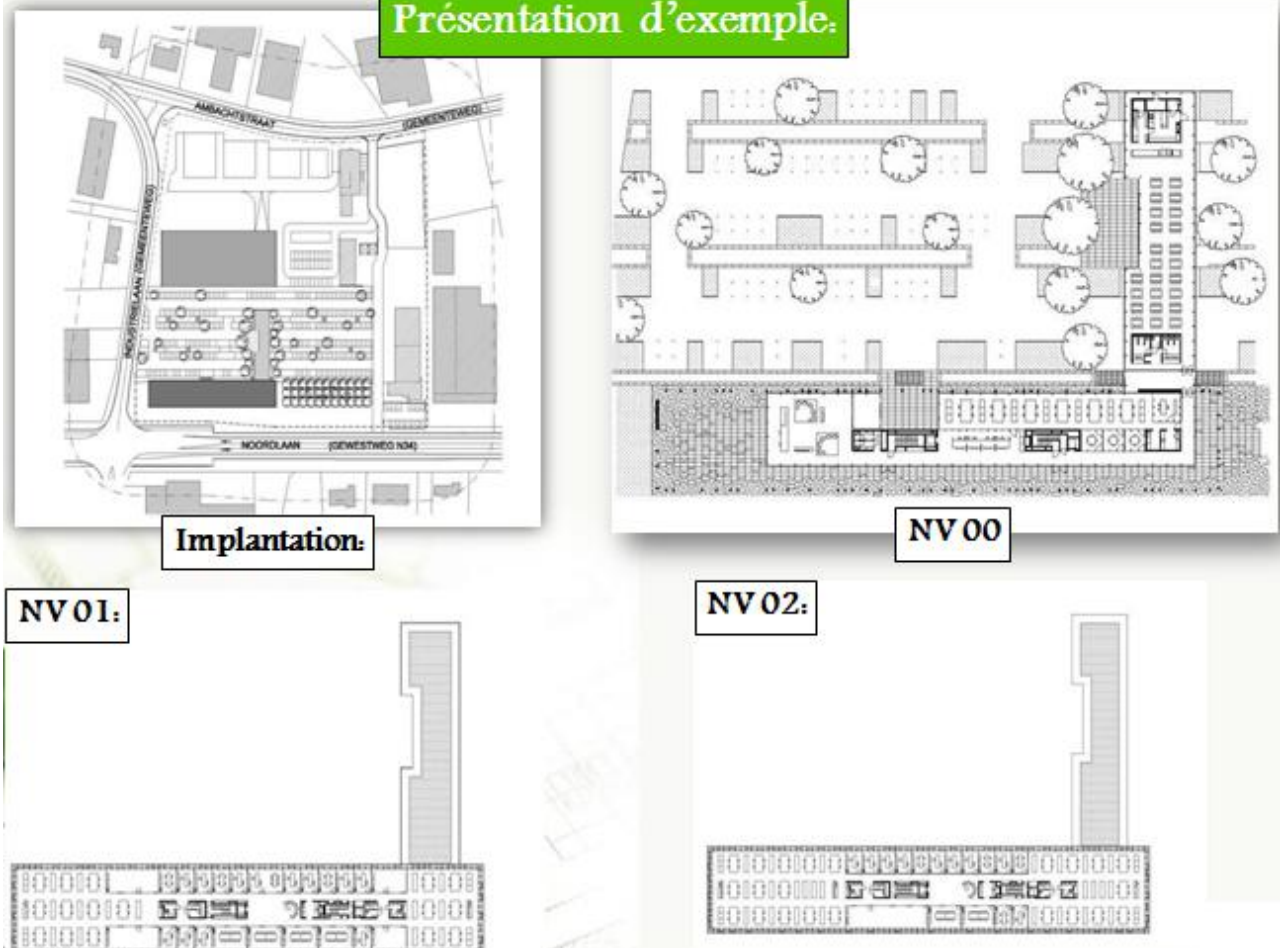 Présentation d'exemple:
AMBACHTSTRAAT (GEMEENTEWEG)
INDUSTRIELAAN (GEMEENTEWEG)
NOORDLAAN (GEWESTWEG N34)
Implantation:
NV 00
NV 01:
NV 02: